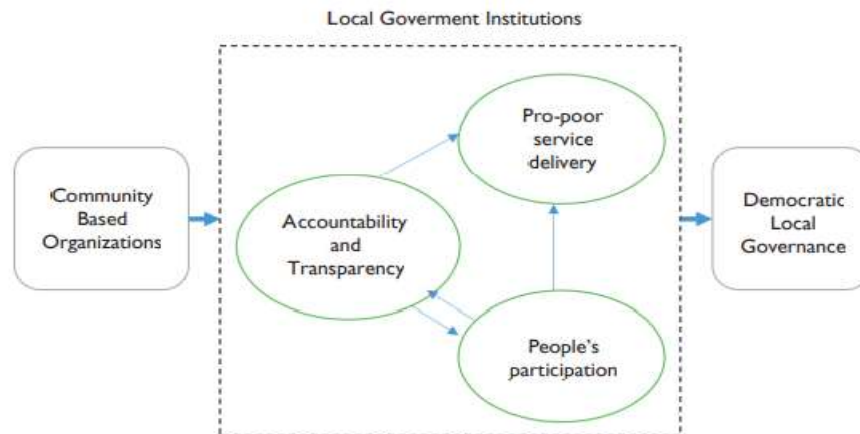 Local Goverment Institutions
Community
Based
Organizations
Accountability
and
Transparency
Pro-poor
service
delivery
People's
participation
Democratic
Local
Governance